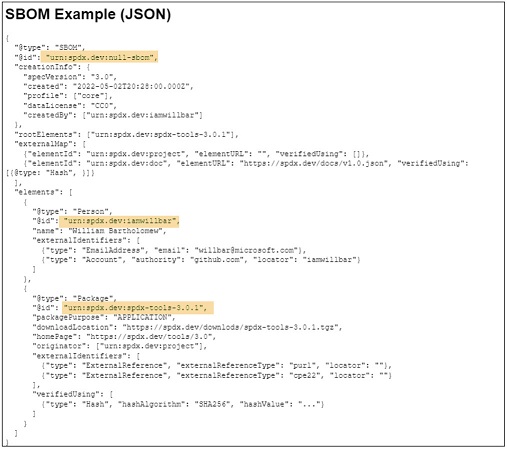 SBOM Example (JSON)
{
"@type": "SBOM",
"@id": "urn:spdx.dev:null-sbom",
"creationInfo": {
"specVersion": "3.0",
"created": "2022-05-02T20:28:00.000Z",
"profile": ["core"],
"dataLicense": "CC0",
"createdBy": ["urn:spdx.dev:iamwillbar"]
},
"rootElements": ["urn:spdx.dev:spdx-tools-3.0.1"],
"externalMap": [
{"elementId": "urn:spdx.dev:project", "elementURL": "", "verifiedUsing": []},
{"elementId": "urn:spdx.dev:doc", "elementURL": "https://spdx.dev/docs/v1.0.json", "verifiedUsing":
[{@type: "Hash", }]}
],
"elements": [
{
"@type": "Person",
"@id": "urn:spdx.dev:iamwillbar",
"name": "William Bartholomew",
"externalIdentifiers": [
{"type": "EmailAddress", "email": "willbar@microsoft.com"},
{"type": "Account", "authority": "github.com", "locator": "iamwillbar"}
]
},
{
"@type": "Package",
"@id": "urn:spdx.dev:spdx-tools-3.0.1",
"packagePurpose": "APPLICATION",
"downloadLocation": "https://spdx.dev/downlods/spdx-tools-3.0.1.tgz",
"homePage": "https://spdx.dev/tools/3.0",
"originator": ["urn:spdx.dev:project"],
"externalIdentifiers": [
{"type": "ExternalReference", "externalReferenceType": "purl", "locator": ""},
{"type": "ExternalReference", "externalReferenceType": "cpe22", "locator": ""}
],
"verifiedUsing": [
{"type": "Hash", "hashAlgorithm": "SHA256", "hashValue": "..."}
]
}
]
}